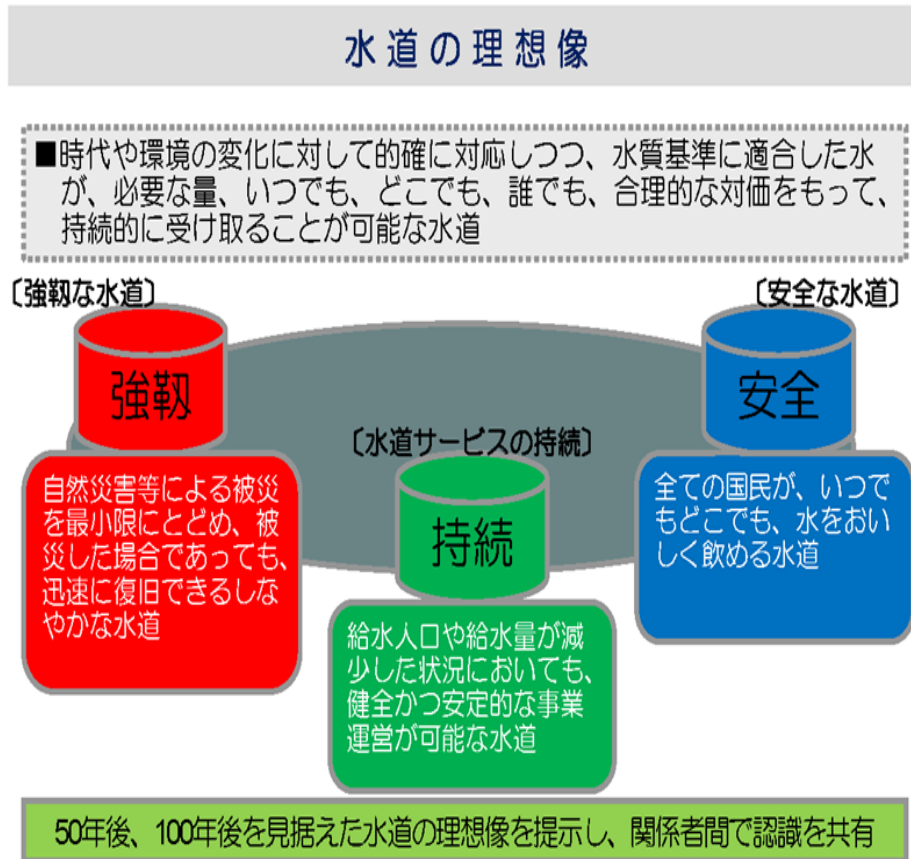 水道の理想像
■時代や環境の変化に対して的確に対応しつつ、水質基準に適合した水
が、必要な量、いつでも、どこでも、誰でも、合理的な対価をもって、
持続的に受け取ることが可能な水道
〔強靱な水道〕
強靱
自然災害等による被災
を最小限にとどめ、被
災した場合であっても、
迅速に復旧できるしな
やかな水道
〔水道サービスの持続〕
持続
給水人口や給水量が減
少した状況においても、
健全かつ安定的な事業
運営が可能な水道
〔安全な水道〕
安全
全ての国民が、いつで
もどこでも、水をおい
しく飲める水道
50年後、100年後を見据えた水道の理想像を提示し、関係者間で認識を共有